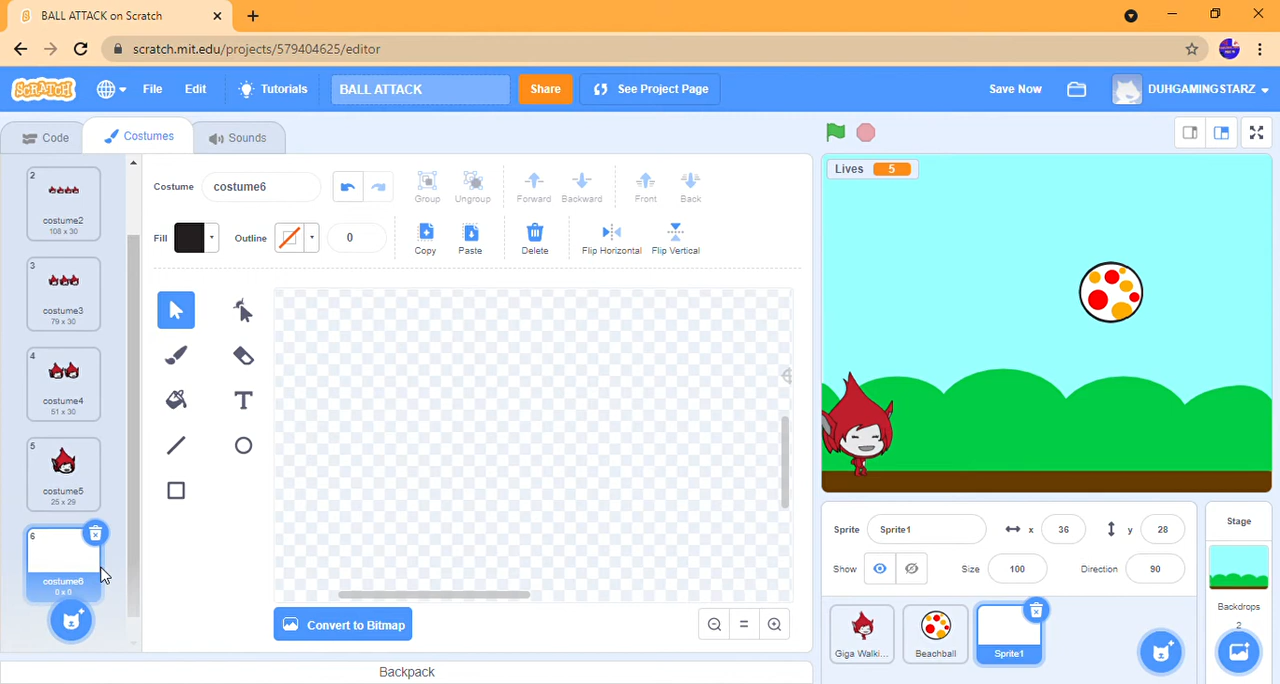 BALL ATTACK on Scratch
scratch.mit.edu/projects/579404625/editor
SCRATCH File Edit Tutorials BALL ATTACK Share See Project Page Save Now DUHGAMINGSTARZ
Code Costumes Sounds
2
costume2
108 x 30
3
costume3
79 x 30
4
costume4
51 x 30
5
costume5
25 x 29
6
costume6
0 x 0
Costume costume6 Group Ungroup Forward Backward Front Back
Fill Outline 0 Copy Paste Delete Flip Horizontal Flip Vertical
Convert to Bitmap
Backpack
Lives 5
Sprite Sprite1 x 36 y 28
Show Size 100 Direction 90
Giga Walki... Beachball Sprite1
Stage
Backdrops
2